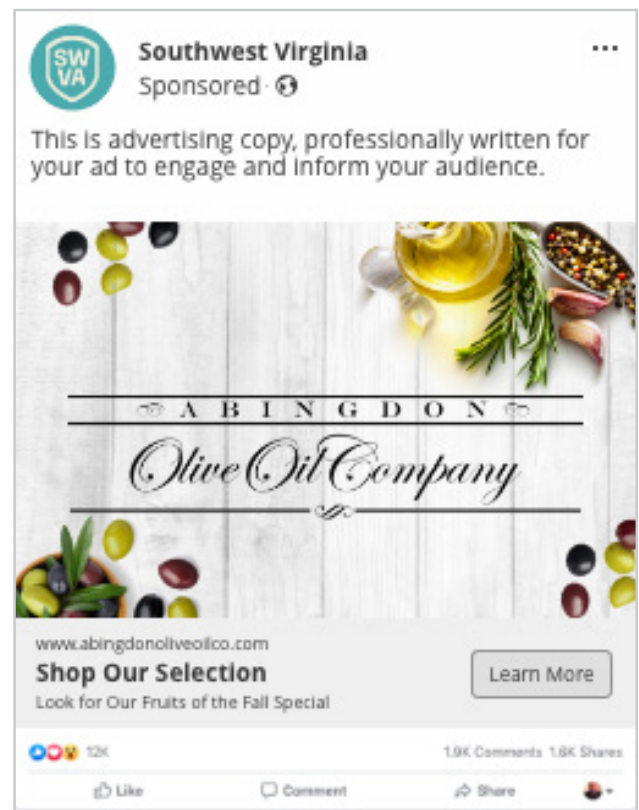 SW
VA
Southwest Virginia
Sponsored ·
This is advertising copy, professionally written for
your ad to engage and inform your audience.
ABINGDON
Olive Oil Company
www.abingdonoliveoilco.com
Shop Our Selection
Look for Our Fruits of the Fall Special
Learn More
12K
1.9K Comments 1.6K Shares
Like
Comment
Share